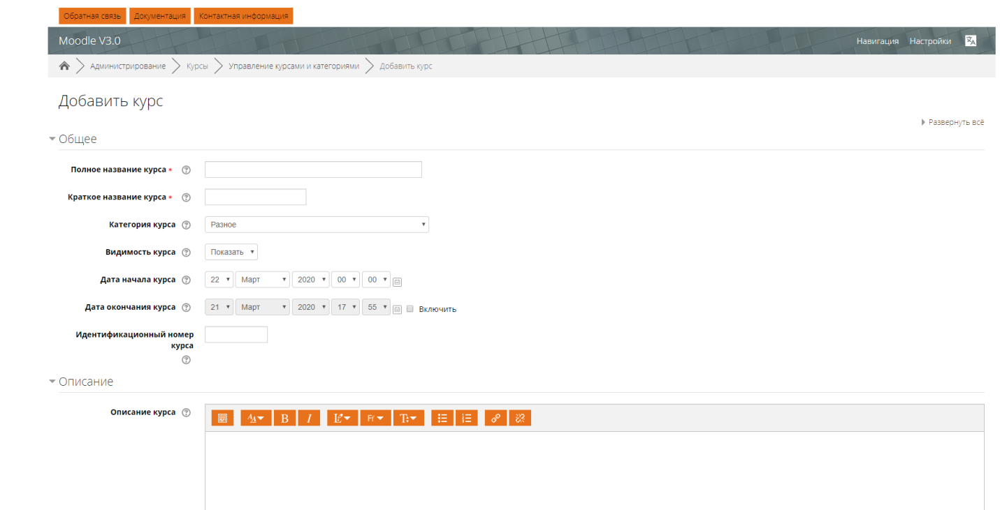 Обратная связь Документация Контактная информация
Moodle V3.0 Навигация Настройки
Администрирование Курсы Управление курсами и категориями Добавить курс
Добавить курс
Развернуть всё
Общее
Полное название курса *
Краткое название курса *
Категория курса Разное
Видимость курса Показать
Дата начала курса 22 Март 2020 00 00
Дата окончания курса 21 Март 2020 17 55 Включить
Идентификационный номер
курса
Описание
Описание курса